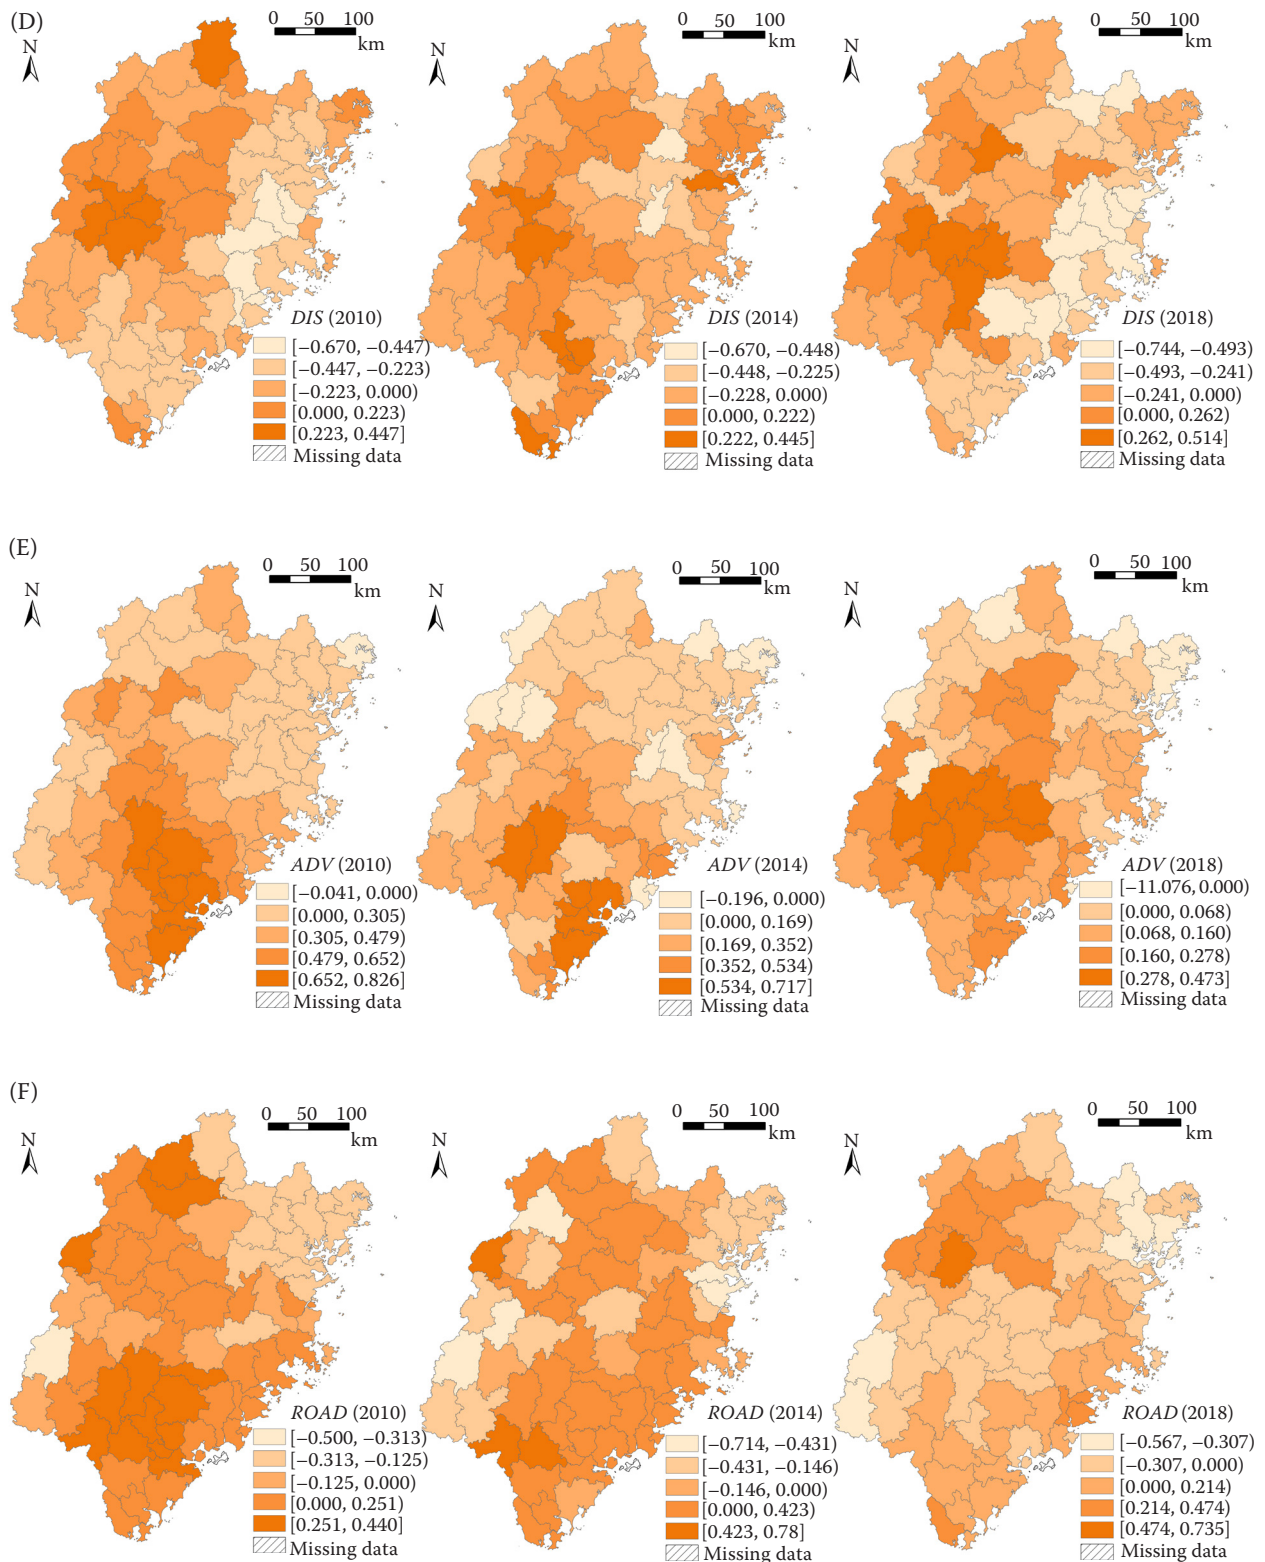 (D)
0 50 100
km
N
DIS (2010)
[−0.670, −0.447)
[−0.447, −0.223)
[−0.223, 0.000)
[0.000, 0.223)
[0.223, 0.447]
Missing data
0 50 100
km
N
DIS (2014)
[−0.670, −0.448)
[−0.448, −0.225)
[−0.228, 0.000)
[0.000, 0.222)
[0.222, 0.445]
Missing data
0 50 100
km
N
DIS (2018)
[−0.744, −0.493)
[−0.493, −0.241)
[−0.241, 0.000)
[0.000, 0.262)
[0.262, 0.514]
Missing data
(E)
0 50 100
km
N
ADV (2010)
[−0.041, 0.000)
[0.000, 0.305)
[0.305, 0.479)
[0.479, 0.652)
[0.652, 0.826]
Missing data
0 50 100
km
N
ADV (2014)
[−0.196, 0.000)
[0.000, 0.169)
[0.169, 0.352)
[0.352, 0.534)
[0.534, 0.717]
Missing data
0 50 100
km
N
ADV (2018)
[−11.076, 0.000)
[0.000, 0.068)
[0.068, 0.160)
[0.160, 0.278)
[0.278, 0.473]
Missing data
(F)
0 50 100
km
N
ROAD (2010)
[−0.500, −0.313)
[−0.313, −0.125)
[−0.125, 0.000)
[0.000, 0.251)
[0.251, 0.440]
Missing data
0 50 100
km
N
ROAD (2014)
[−0.714, −0.431)
[−0.431, −0.146)
[−0.146, 0.000)
[0.000, 0.423)
[0.423, 0.78]
Missing data
0 50 100
km
N
ROAD (2018)
[−0.567, −0.307)
[−0.307, 0.000)
[0.000, 0.214)
[0.214, 0.474)
[0.474, 0.735]
Missing data